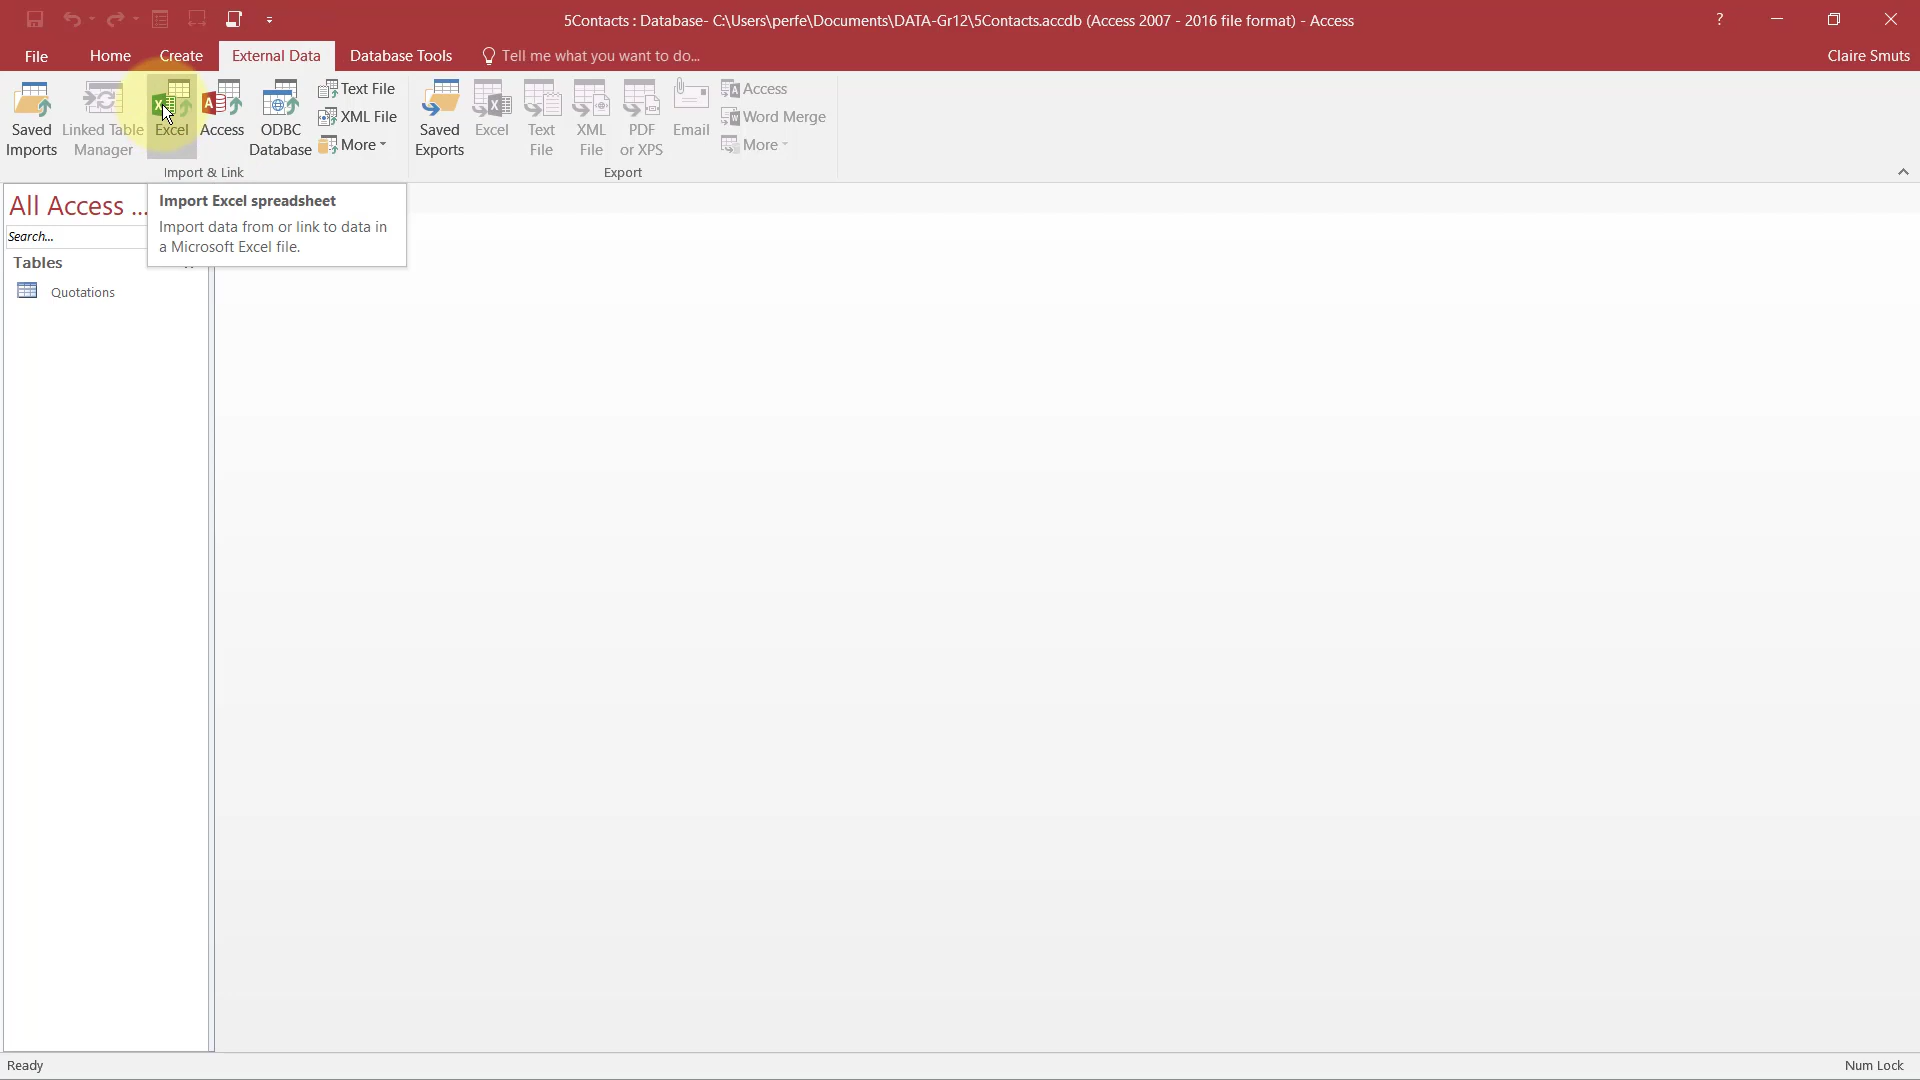 5Contacts : Database- C:\Users\perfe\Documents\DATA-Gr12\5Contacts.accdb (Access 2007 - 2016 file format) - Access
?
File Home Create External Data Database Tools Tell me what you want to do... Claire Smuts
Saved Imports
Linked Table Manager
Excel
Access
ODBC Database
Text File
XML File
More
Import & Link
Saved Exports
Excel
Text File
XML File
PDF or XPS
Email
Access
Word Merge
More
Export
All Access ...
Search...
Tables
Quotations
Import Excel spreadsheet
Import data from or link to data in
a Microsoft Excel file.
Ready
Num Lock